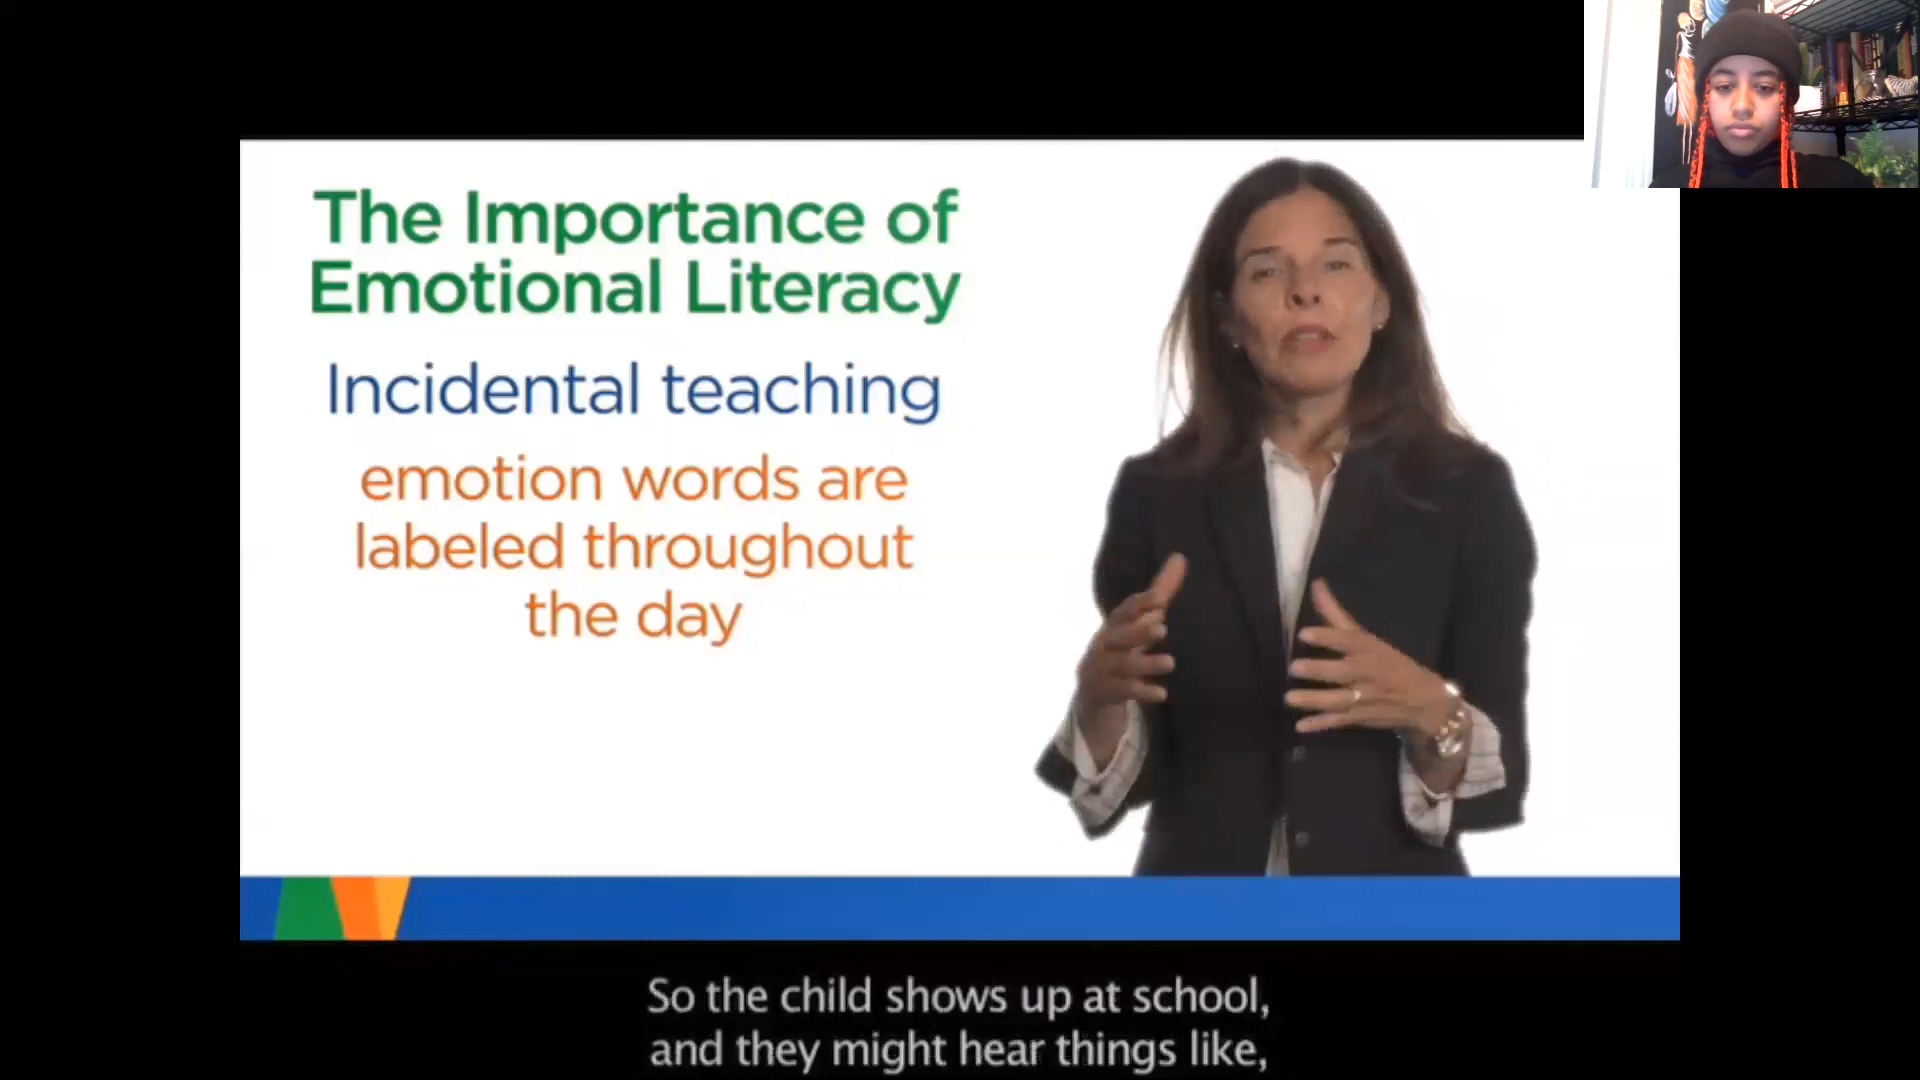 The Importance of
Emotional Literacy
Incidental teaching
emotion words are
labeled throughout
the day
So the child shows up at school,
and they might hear things like,